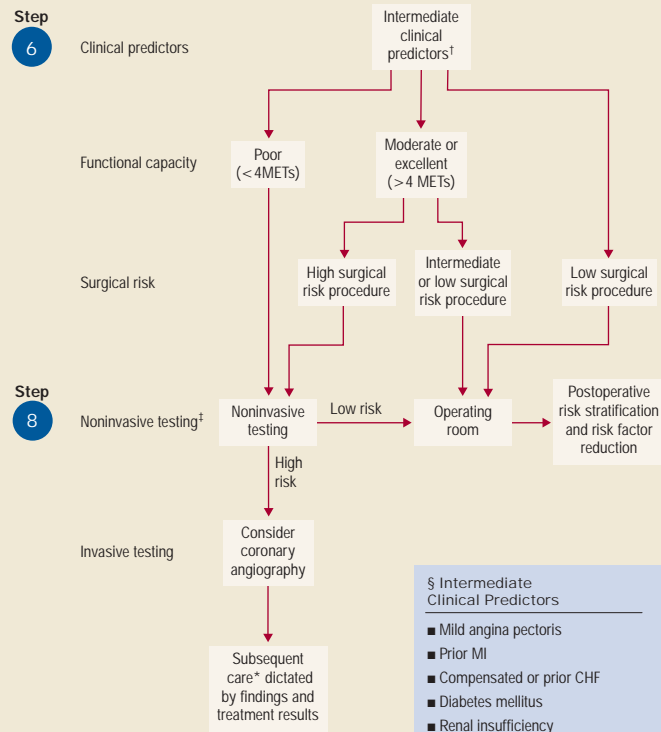 Step
6
Clinical predictors
Intermediate
clinical
predictors†
Functional capacity
Poor
(<4METs)
Moderate or
excellent
(>4 METs)
Surgical risk
High surgical
risk procedure
Intermediate
or low surgical
risk procedure
Low surgical
risk procedure
Step
8
Noninvasive testing‡
Noninvasive
testing
Low risk
Operating
room
Postoperative
risk stratification
and risk factor
reduction
High
risk
Invasive testing
Consider
coronary
angiography
Subsequent
care* dictated
by findings and
treatment results
§ Intermediate
Clinical Predictors
■ Mild angina pectoris
■ Prior MI
■ Compensated or prior CHF
■ Diabetes mellitus
■ Renal insufficiency